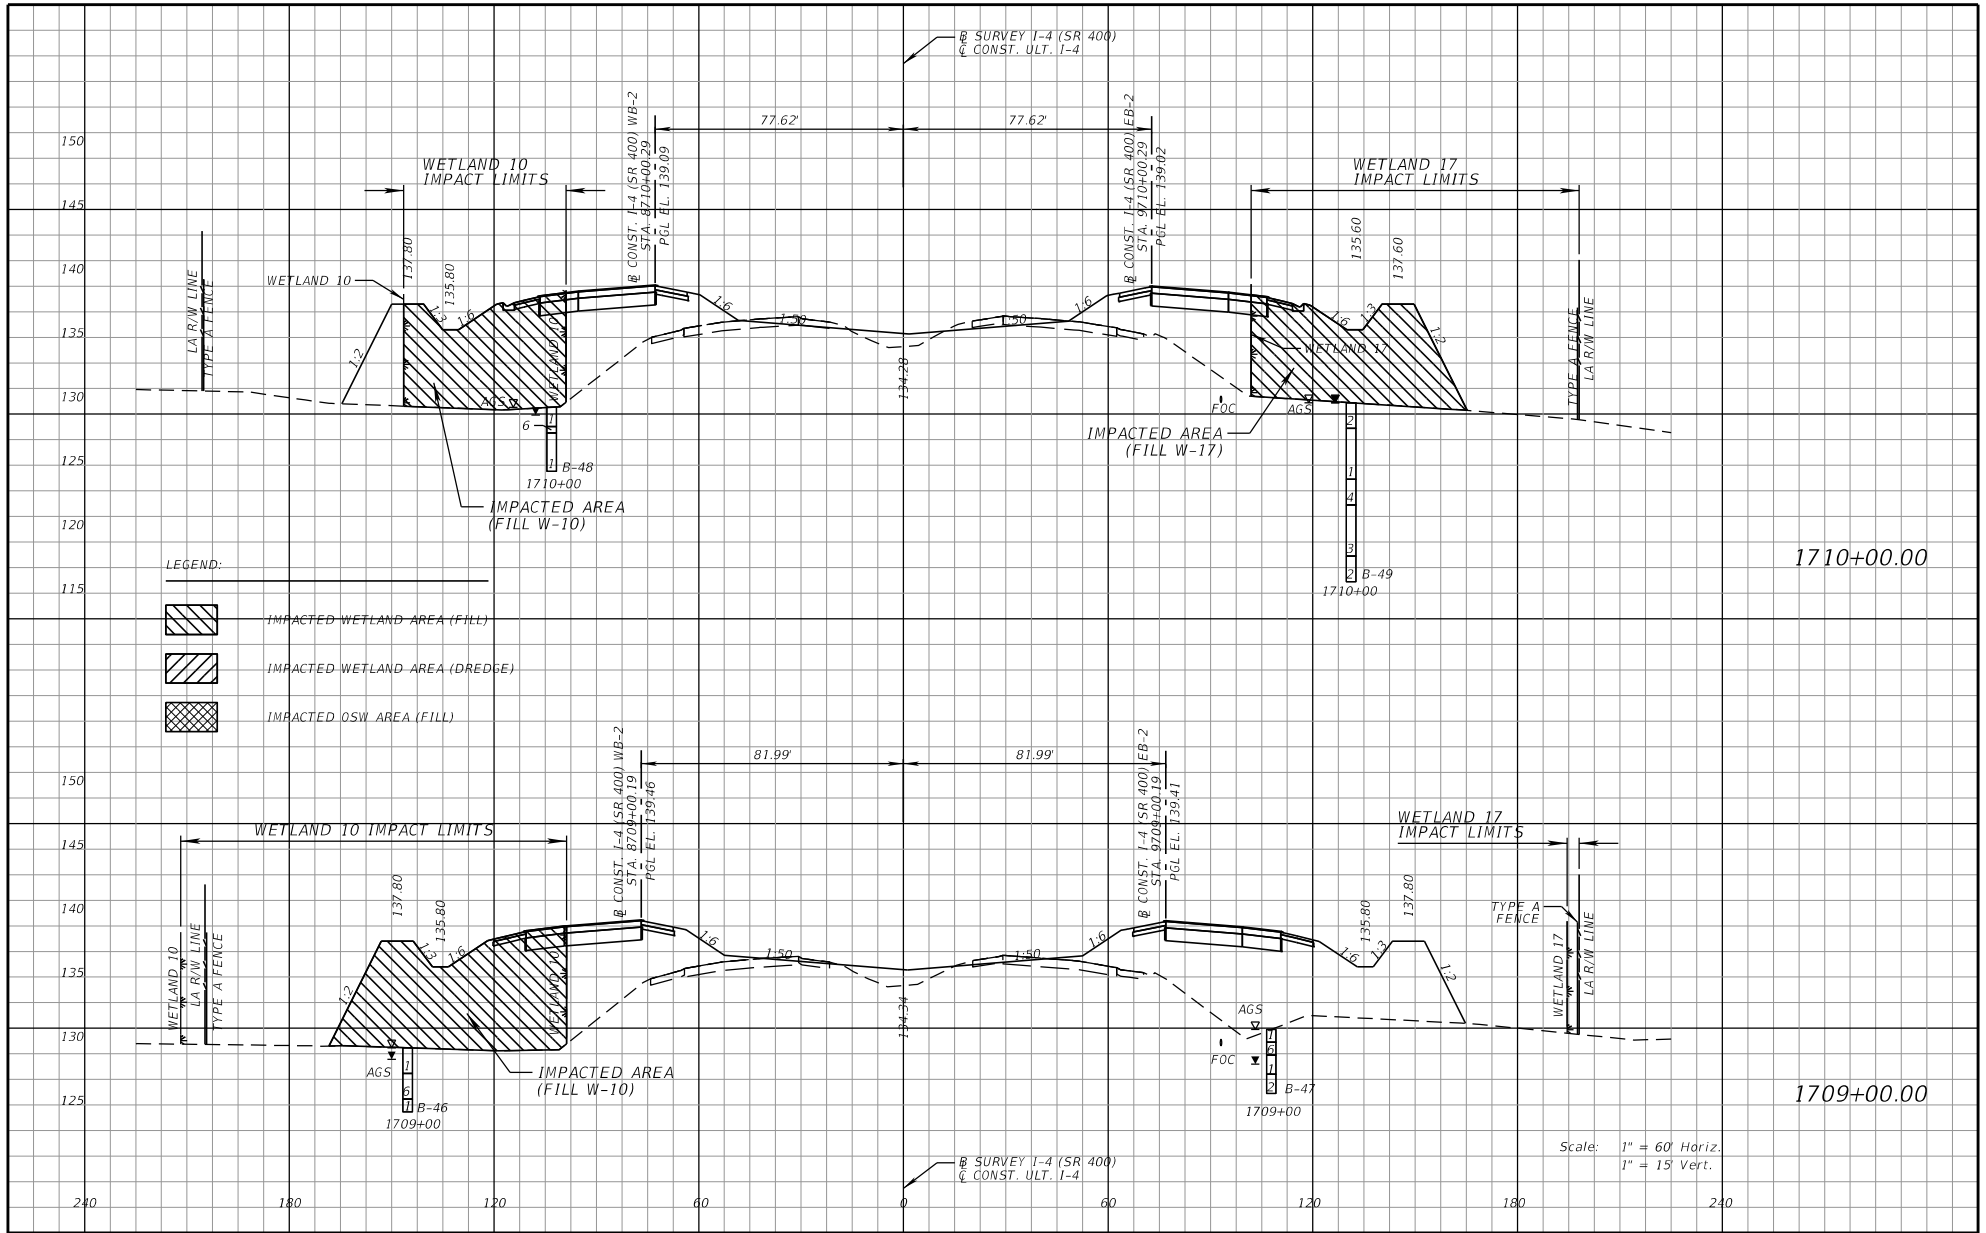 B SURVEY I-4 (SR 400)
C CONST. ULT. I-4
77.62'
77.62'
B CONST. I-4 (SR 400) WB-2
STA. 8710+00.29
PGL EL. 139.09
B CONST. I-4 (SR 400) EB-2
STA. 9710+00.29
PGL EL. 139.02
WETLAND 10
IMPACT LIMITS
WETLAND 17
IMPACT LIMITS
150
145
140
135
130
125
120
115
LA R/W LINE
TYPE A FENCE
WETLAND 10
137.80
135.80
1:2
1:3
1:6
WETLAND 10
1:6
1:50
134.28
1:50
1:6
135.60
137.60
1:6
1:3
1:2
WETLAND 17
TYPE A FENCE
LA R/W LINE
AGS
6
1
1
B-48
1710+00
IMPACTED AREA
(FILL W-10)
FOC
AGS
IMPACTED AREA
(FILL W-17)
2
1
4
3
2
B-49
1710+00
1710+00.00
LEGEND:
IMPACTED WETLAND AREA (FILL)
IMPACTED WETLAND AREA (DREDGE)
IMPACTED OSW AREA (FILL)
81.99'
81.99'
B CONST. I-4 (SR 400) WB-2
STA. 8709+00.19
PGL EL. 139.46
B CONST. I-4 (SR 400) EB-2
STA. 9709+00.19
PGL EL. 139.41
WETLAND 10 IMPACT LIMITS
WETLAND 17
IMPACT LIMITS
150
145
140
135
130
125
WETLAND 10
LA R/W LINE
TYPE A FENCE
137.80
135.80
1:2
1:3
1:6
WETLAND 10
1:6
1:50
134.34
1:50
1:6
135.80
137.80
1:6
1:3
1:2
TYPE A
FENCE
WETLAND 17
LA R/W LINE
AGS
1
6
1
B-46
1709+00
IMPACTED AREA
(FILL W-10)
AGS
FOC
1
6
1
2
B-47
1709+00
1709+00.00
Scale: 1" = 60' Horiz.
1" = 15' Vert.
B SURVEY I-4 (SR 400)
C CONST. ULT. I-4
240
180
120
60
0
60
120
180
240